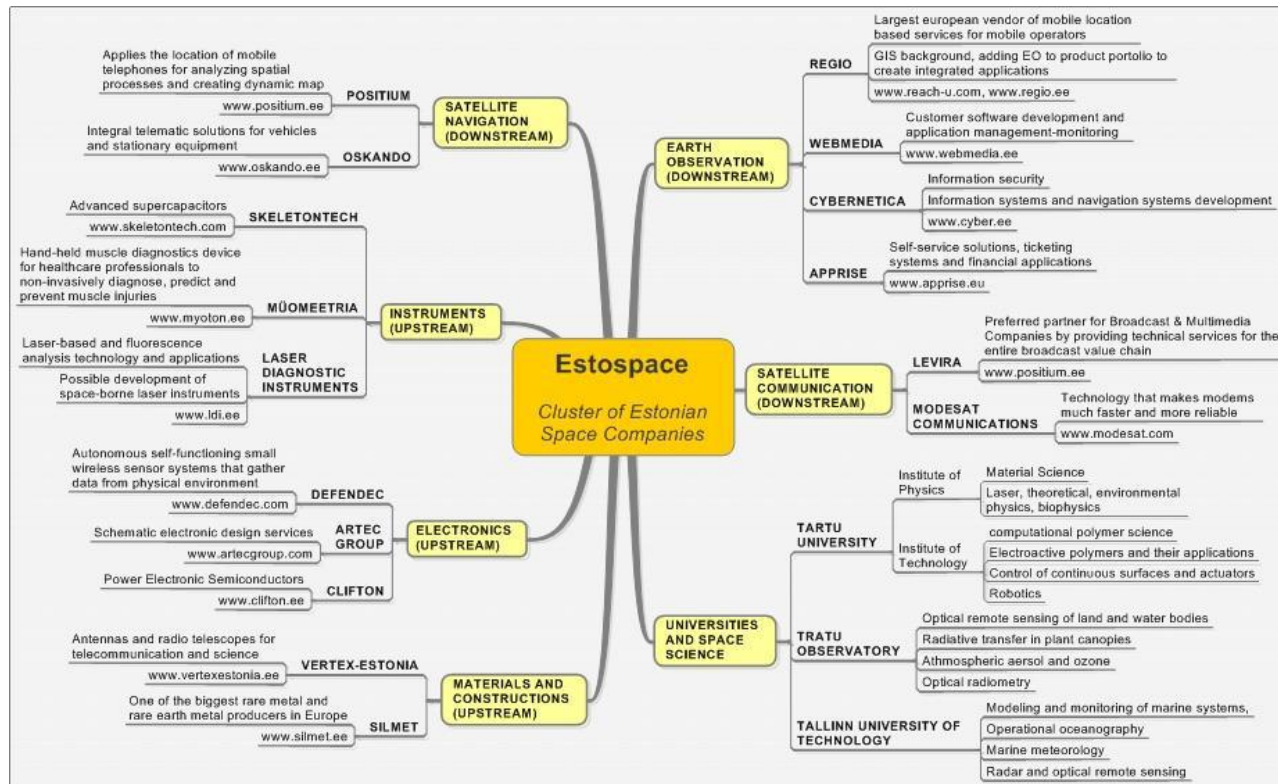 Estospace
Cluster of Estonian
Space Companies
SATELLITE
NAVIGATION
(DOWNSTREAM)
POSITIUM
Applies the location of mobile
telephones for analyzing spatial
processes and creating dynamic map
www.positium.ee
OSKANDO
Integral telematic solutions for vehicles
and stationary equipment
www.oskando.ee
INSTRUMENTS
(UPSTREAM)
SKELETONTECH
Advanced supercapacitors
www.skeletontech.com
MÜOMEETRIA
Hand-held muscle diagnostics device
for healthcare professionals to
non-invasively diagnose, predict and
prevent muscle injuries
www.myoton.ee
LASER
DIAGNOSTIC
INSTRUMENTS
Laser-based and fluorescence
analysis technology and applications
Possible development of
space-borne laser instruments
www.ldi.ee
ELECTRONICS
(UPSTREAM)
DEFENDEC
Autonomous self-functioning small
wireless sensor systems that gather
data from physical environment
www.defendec.com
ARTEC
GROUP
Schematic electronic design services
www.artecgroup.com
CLIFTON
Power Electronic Semiconductors
www.clifton.ee
MATERIALS AND
CONSTRUCTIONS
(UPSTREAM)
VERTEX-ESTONIA
Antennas and radio telescopes for
telecommunication and science
www.vertexestonia.ee
SILMET
One of the biggest rare metal and
rare earth metal producers in Europe
www.silmet.ee
EARTH
OBSERVATION
(DOWNSTREAM)
REGIO
Largest european vendor of mobile location
based services for mobile operators
GIS background, adding EO to product portolio to
create integrated applications
www.reach-u.com, www.regio.ee
WEBMEDIA
Customer software development and
application management-monitoring
www.webmedia.ee
CYBERNETICA
Information security
Information systems and navigation systems development
www.cyber.ee
APPRISE
Self-service solutions, ticketing
systems and financial applications
www.apprise.eu
SATELLITE
COMMUNICATION
(DOWNSTREAM)
LEVIRA
Preferred partner for Broadcast & Multimedia
Companies by providing technical services for the
entire broadcast value chain
www.positium.ee
MODESAT
COMMUNICATIONS
Technology that makes modems
much faster and more reliable
www.modesat.com
UNIVERSITIES
AND SPACE
SCIENCE
TARTU
UNIVERSITY
Institute of
Physics
Material Science
Laser, theoretical, environmental
physics, biophysics
Institute of
Technology
computational polymer science
Electroactive polymers and their applications
Control of continuous surfaces and actuators
Robotics
TRATU
OBSERVATORY
Optical remote sensing of land and water bodies
Radiative transfer in plant canopies
Athmospheric aersol and ozone
Optical radiometry
TALLINN UNIVERSITY OF
TECHNOLOGY
Modeling and monitoring of marine systems,
Operational oceanography
Marine meteorology
Radar and optical remote sensing